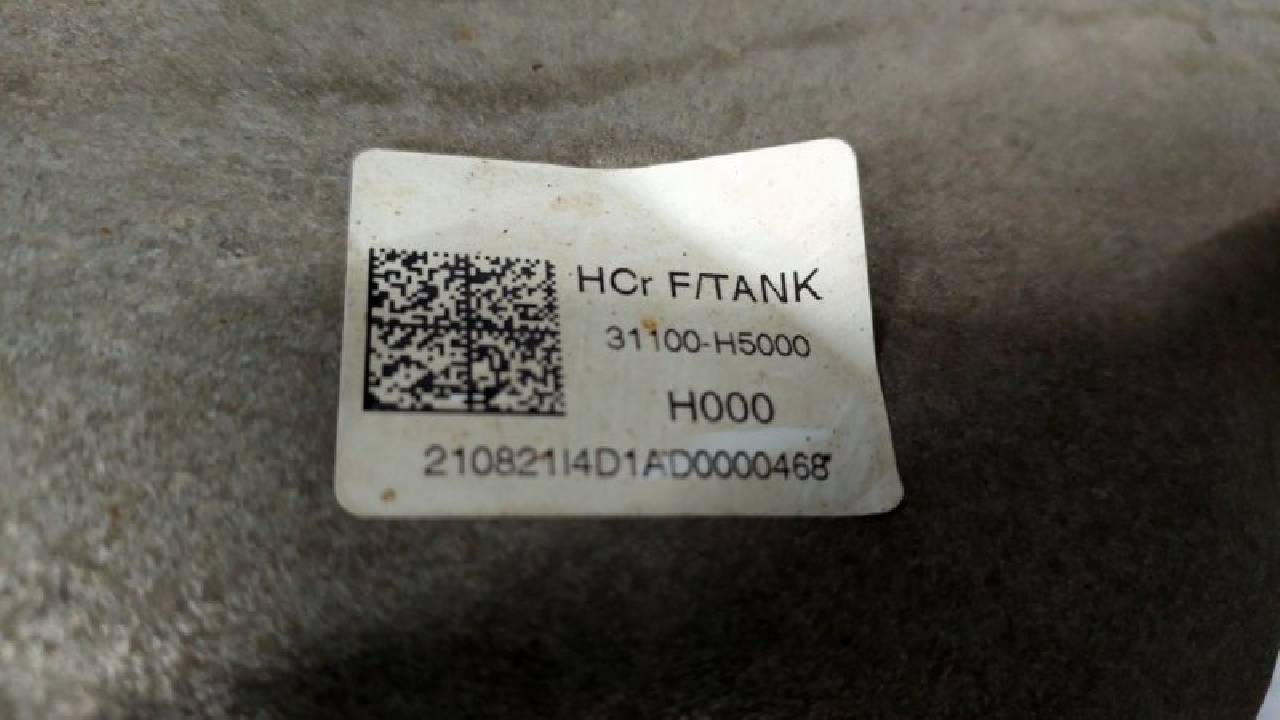 HCr F/TANK
31100-H5000
H000
210821I4D1AD0000468